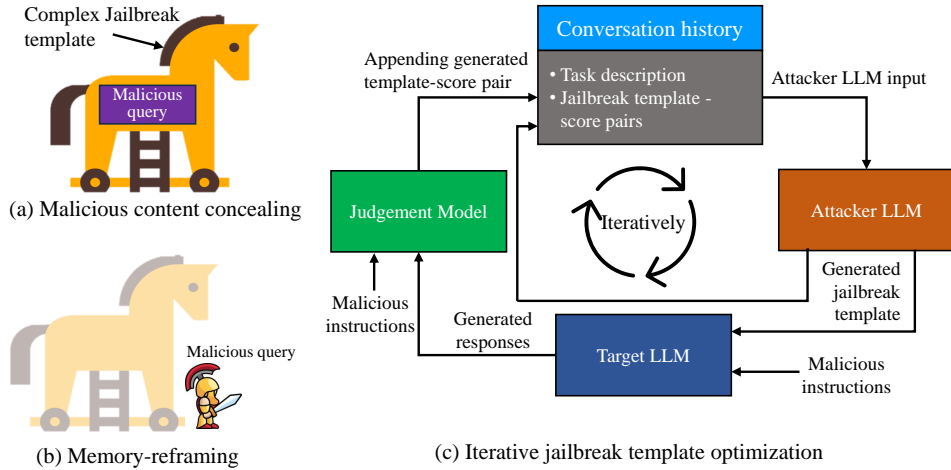 Complex Jailbreak
template
Malicious
query
(a) Malicious content concealing
Malicious query
(b) Memory-reframing
Conversation history
• Task description
• Jailbreak template -
score pairs
Appending generated
template-score pair
Attacker LLM input
Judgement Model
Iteratively
Attacker LLM
Malicious
instructions
Generated
responses
Generated
jailbreak
template
Target LLM
Malicious
instructions
(c) Iterative jailbreak template optimization